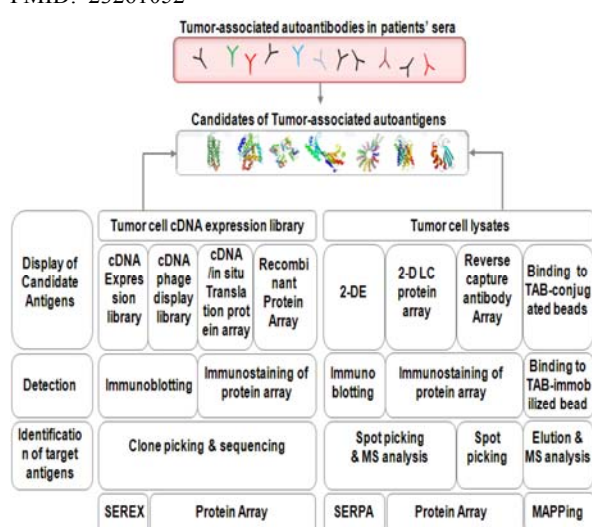 PMID: 23261052
Tumor-associated autoantibodies in patients' sera
Candidates of Tumor-associated autoantigens
Tumor cell cDNA expression library
Tumor cell lysates
Display of
Candidate
Antigens
cDNA
Expres
sion
library
cDNA
phage
display
library
cDNA
/in situ
Transla
tion prot
ein array
Recombi
nant
Protein
Array
2-DE
2-D LC
protein
array
Reverse
capture
antibody
Array
Binding to
TAB-conjug
ated beads
Detection
Immunoblotting
Immunostaining of
protein array
Immuno
blotting
Immunostaining of
protein array
Binding to
TAB-immob
ilized bead
Identificatio
n of target
antigens
Clone picking & sequencing
Spot picking
& MS analysis
Spot
picking
Elution &
MS analysis
SEREX
Protein Array
SERPA
Protein Array
MAPPing